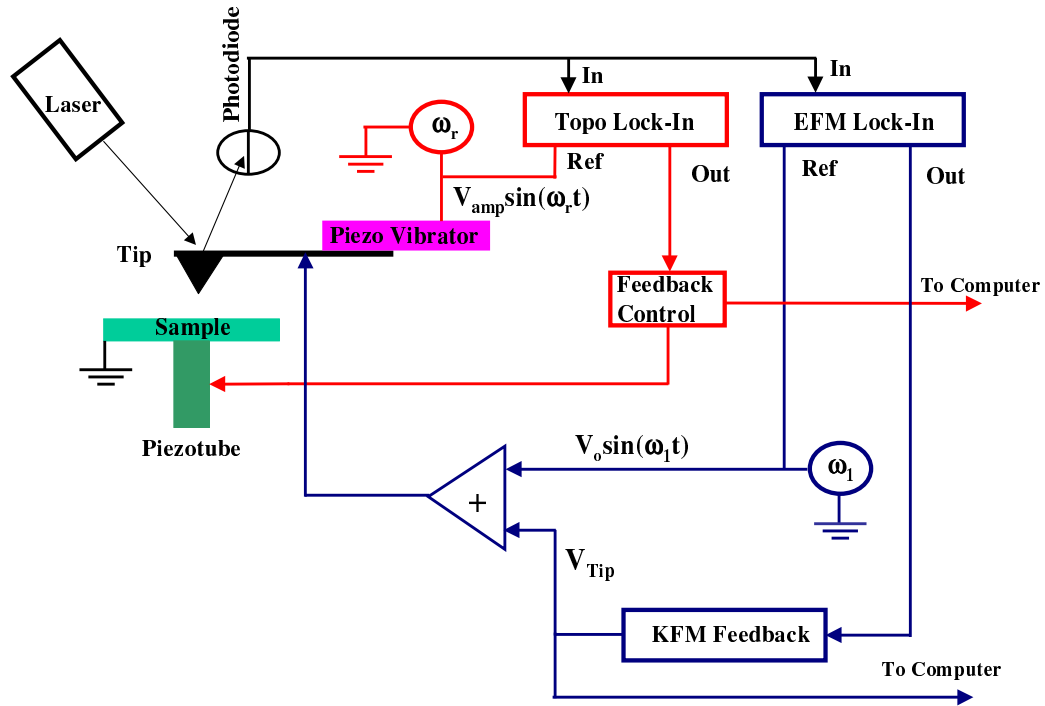 Photodiode
Laser
In
In
ωr
Topo Lock-In
EFM Lock-In
Ref
Out
Ref
Out
Vampsin(ωrt)
Piezo Vibrator
Tip
Feedback
Control
To Computer
Sample
Piezotube
Vosin(ω1t)
ω1
+
VTip
KFM Feedback
To Computer